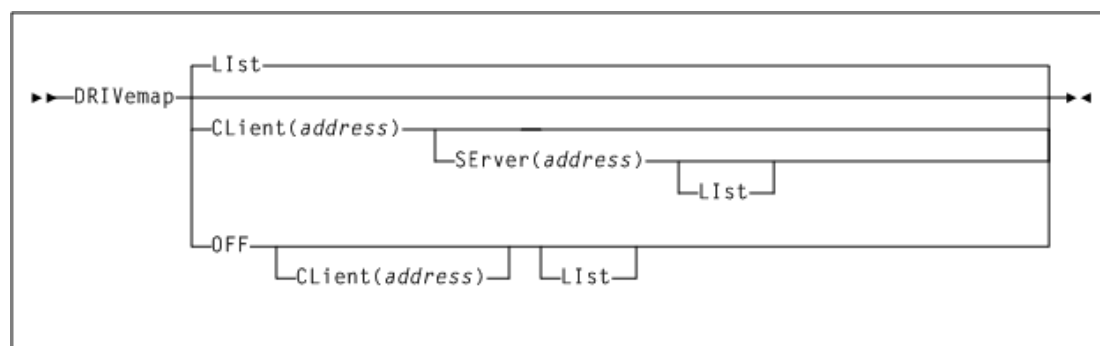 LIst
DRIVemap
CLient(address)
SErver(address)
LIst
OFF
CLient(address)
LIst